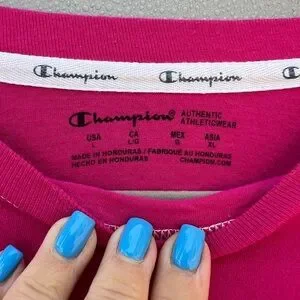 Champion Champion Champion
Champion AUTHENTIC
ATHLETICWEAR
USA CA MEX ASIA
L L/G G XL
MADE IN HONDURAS / FABRIQUÉ AU HONDURAS
HECHO EN HONDURAS CHAMPION.COM